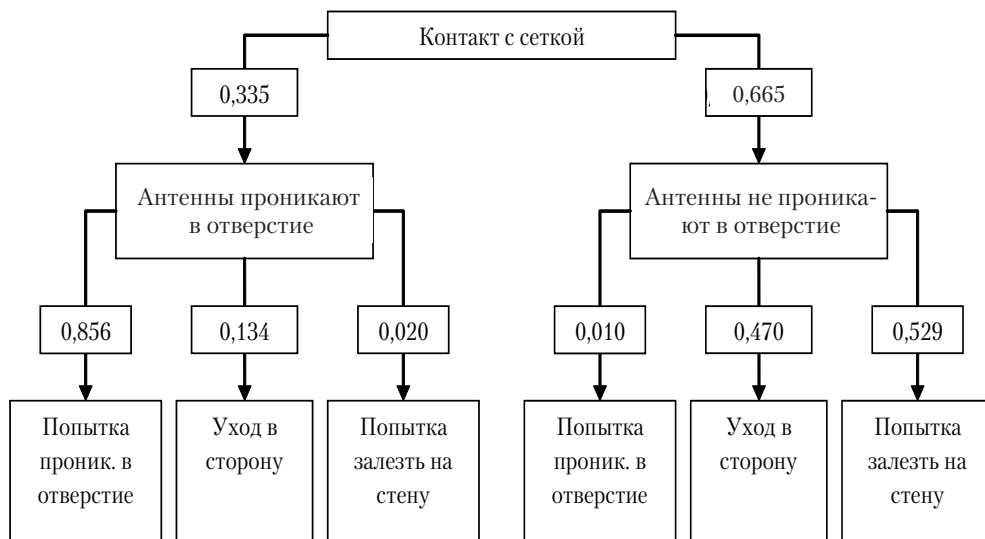 Контакт с сеткой
0,335
0,665
Антенны проникают
в отверстие
Антенны не проника-
ют в отверстие
0,856
0,134
0,020
0,010
0,470
0,529
Попытка
проник. в
отверстие
Уход в
сторону
Попытка
залезть на
стену
Попытка
проник. в
отверстие
Уход в
сторону
Попытка
залезть на
стену